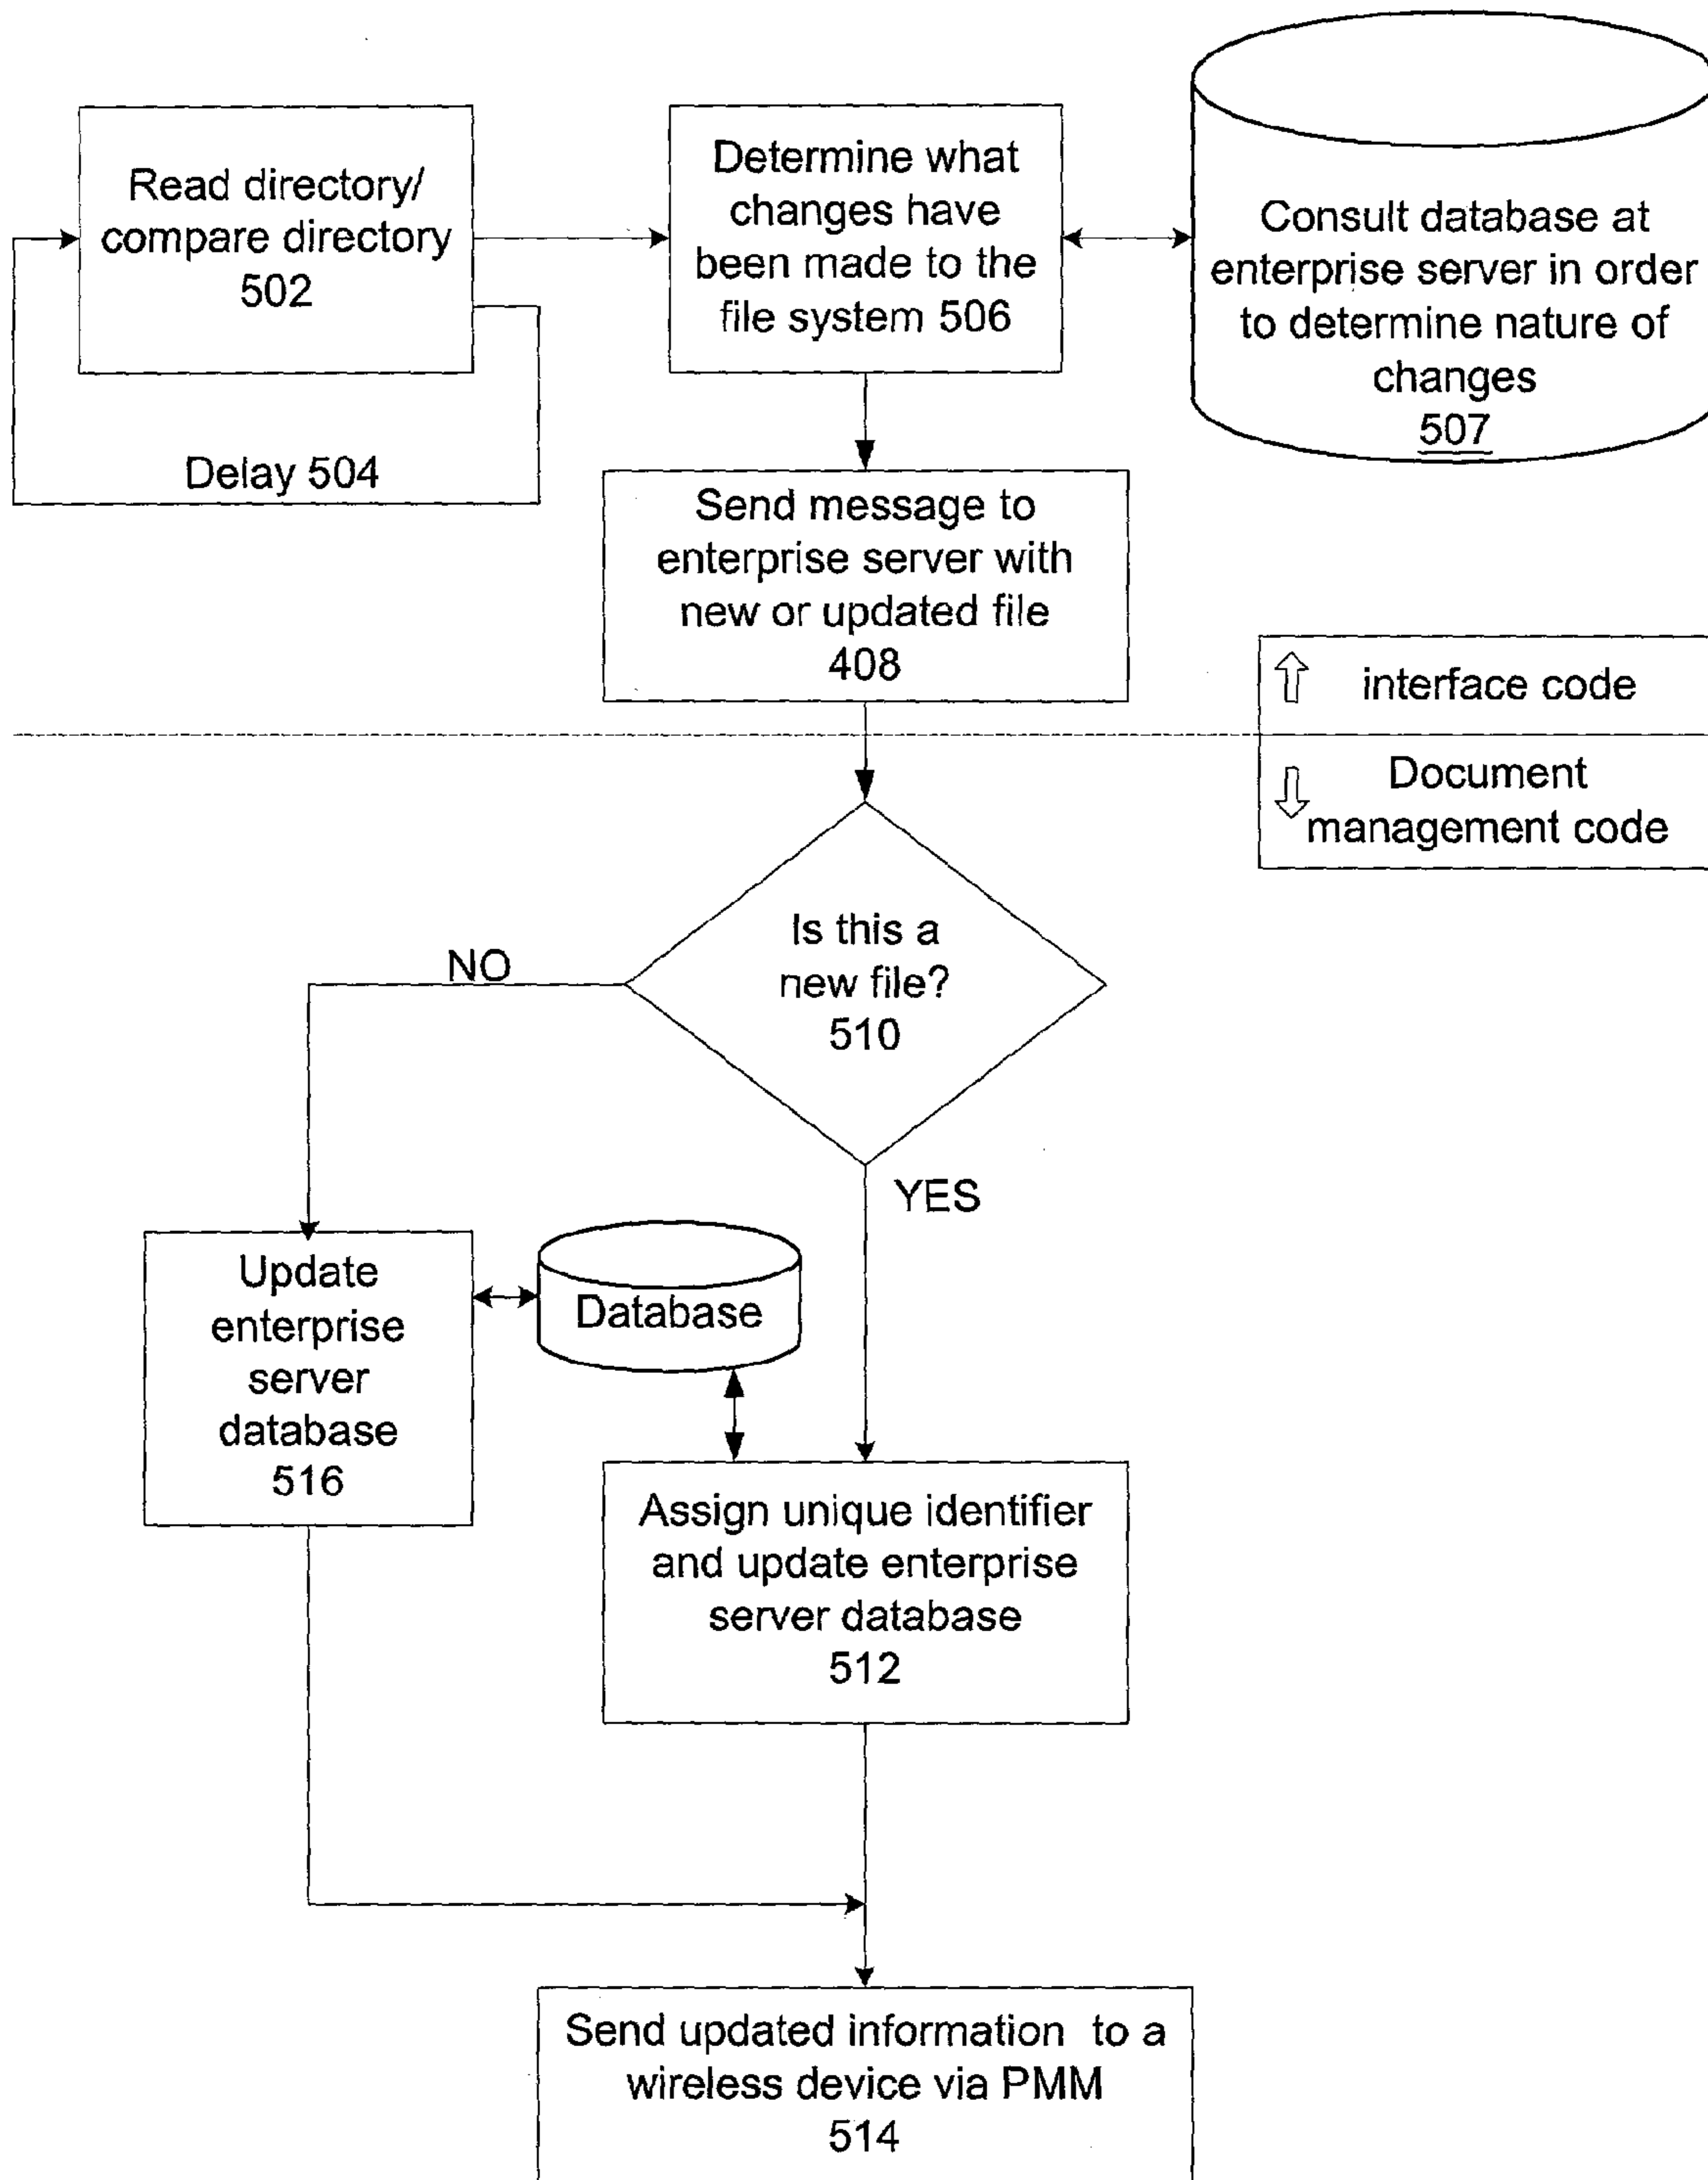 Read directory/
compare directory
502
Determine what
changes have
been made to the
file system 506
Consult database at
enterprise server in order
to determine nature of
changes
507
Delay 504
Send message to
enterprise server with
new or updated file
408
interface code
Document
management code
Is this a
new file?
510
NO
YES
Update
enterprise
server
database
516
Database
Assign unique identifier
and update enterprise
server database
512
Send updated information to a
wireless device via PMM
514